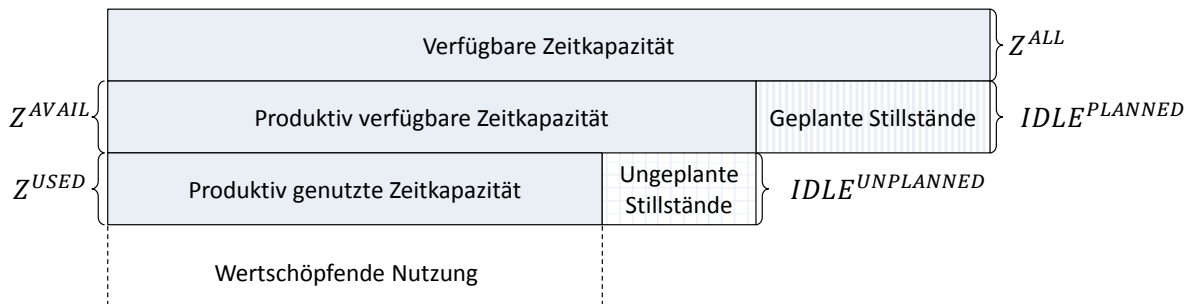 Verfügbare Zeitkapazität
Z^ALL
Z^AVAIL
Produktiv verfügbare Zeitkapazität
Geplante Stillstände
IDLE^PLANNED
Z^USED
Produktiv genutzte Zeitkapazität
Ungeplante
Stillstände
IDLE^UNPLANNED
Wertschöpfende Nutzung